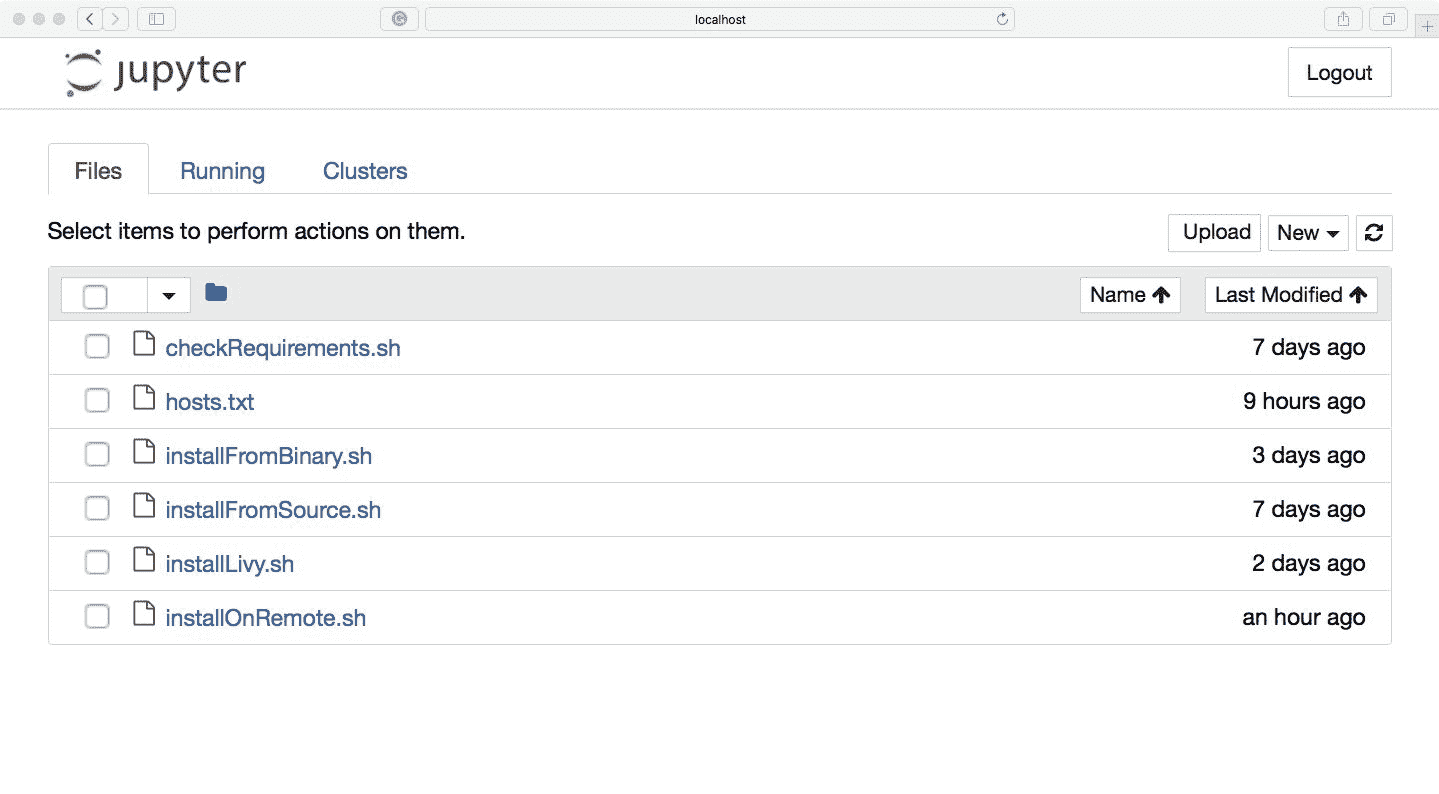 localhost
jupyter
Logout
Files Running Clusters
Select items to perform actions on them.
Upload New
Name Last Modified
checkRequirements.sh 7 days ago
hosts.txt 9 hours ago
installFromBinary.sh 3 days ago
installFromSource.sh 7 days ago
installLivy.sh 2 days ago
installOnRemote.sh an hour ago